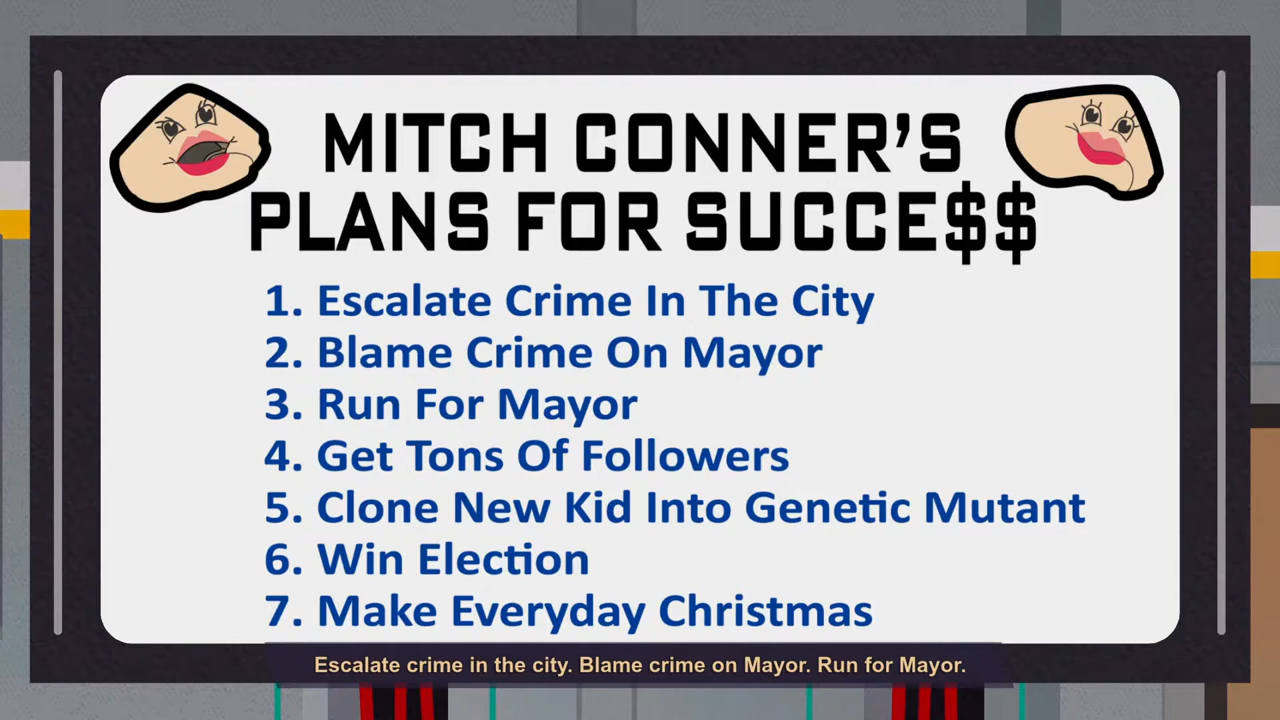 MITCH CONNER'S
PLANS FOR SUCCE$$
1. Escalate Crime In The City
2. Blame Crime On Mayor
3. Run For Mayor
4. Get Tons Of Followers
5. Clone New Kid Into Genetic Mutant
6. Win Election
7. Make Everyday Christmas
Escalate crime in the city. Blame crime on Mayor. Run for Mayor.